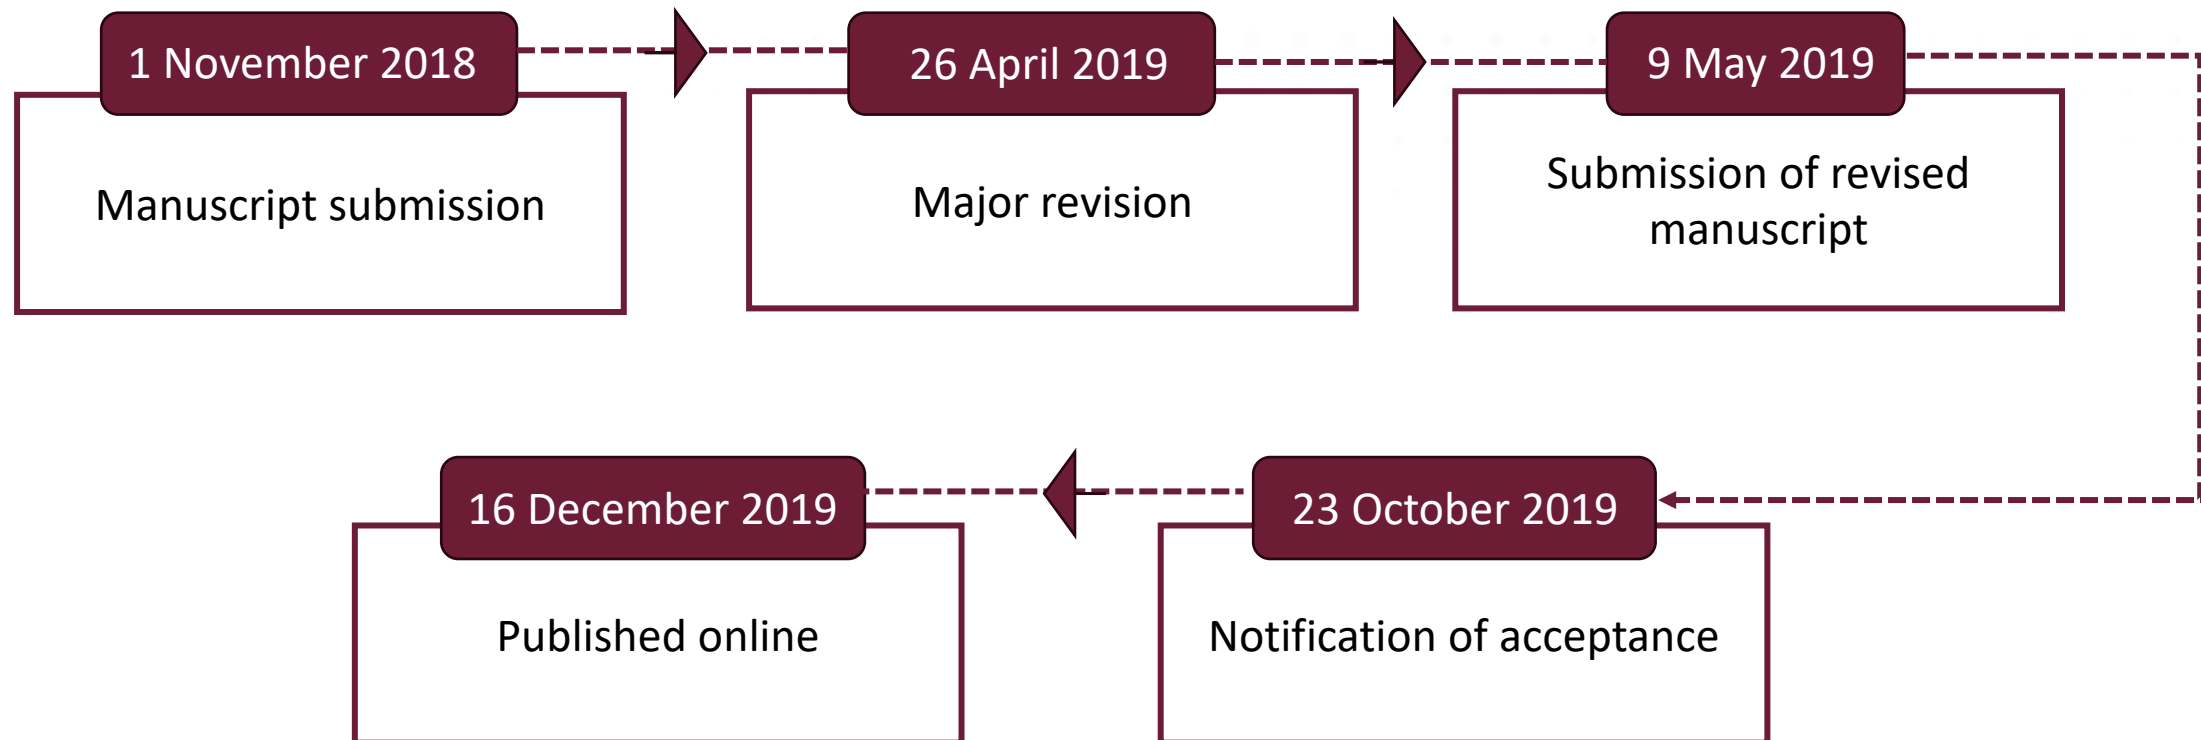 1 November 2018
Manuscript submission
26 April 2019
Major revision
9 May 2019
Submission of revised
manuscript
23 October 2019
Notification of acceptance
16 December 2019
Published online